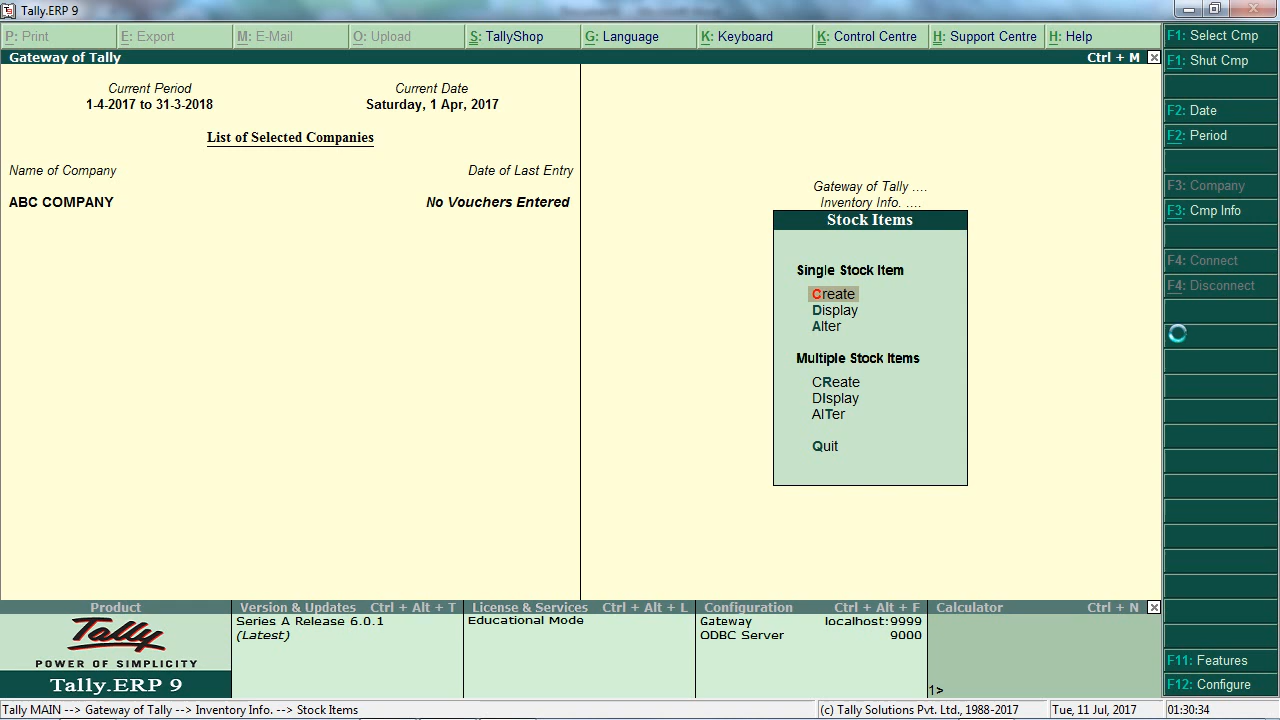 Tally.ERP 9
P: Print E: Export M: E-Mail O: Upload S: TallyShop G: Language K: Keyboard K: Control Centre H: Support Centre H: Help
Gateway of Tally Ctrl + M
Current Period Current Date
1-4-2017 to 31-3-2018 Saturday, 1 Apr, 2017
List of Selected Companies
Name of Company Date of Last Entry
ABC COMPANY No Vouchers Entered
Gateway of Tally ....
Inventory Info. ....
Stock Items
Single Stock Item
Create
Display
Alter
Multiple Stock Items
CReate
DIsplay
AlTer
Quit
F1: Select Cmp
F1: Shut Cmp
F2: Date
F2: Period
F3: Company
F3: Cmp Info
F4: Connect
F4: Disconnect
F11: Features
F12: Configure
Product
Tally
POWER OF SIMPLICITY
Tally.ERP 9
Version & Updates Ctrl + Alt + T
Series A Release 6.0.1
(Latest)
License & Services Ctrl + Alt + L
Educational Mode
Configuration Ctrl + Alt + F
Gateway localhost:9999
ODBC Server 9000
Calculator Ctrl + N
1>
Tally MAIN --> Gateway of Tally --> Inventory Info. --> Stock Items (c) Tally Solutions Pvt. Ltd., 1988-2017 Tue, 11 Jul, 2017 01:30:34